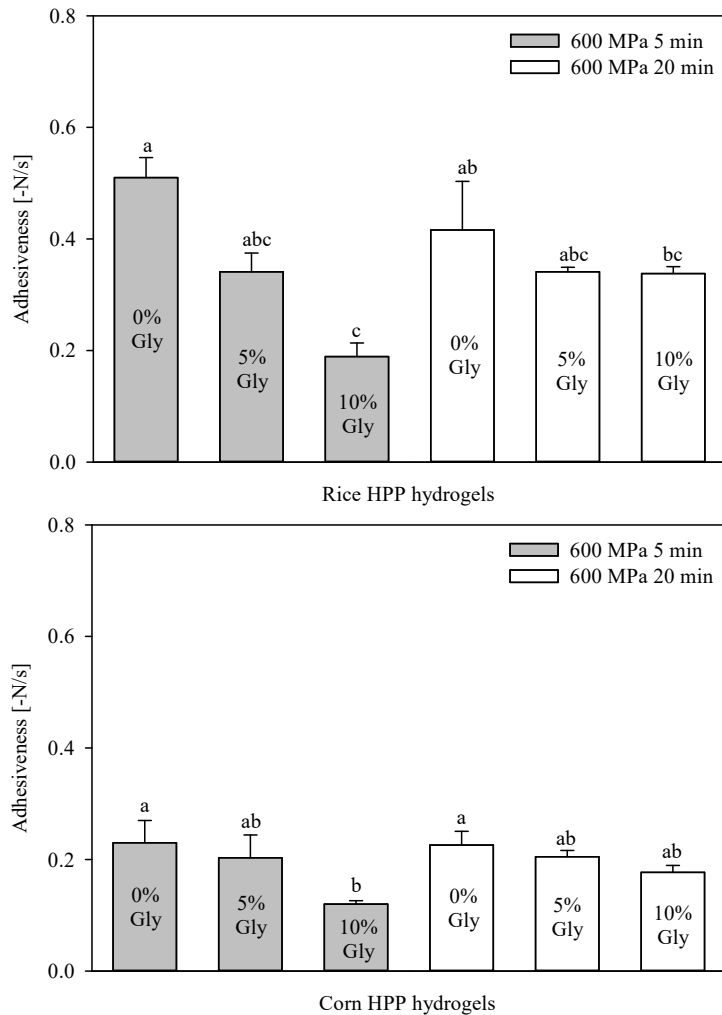 0.8
600 MPa 5 min
600 MPa 20 min
0.6
a
ab
Adhesiveness [-N/s]
0.4
abc
abc
bc
c
0%
Gly
5%
Gly
10%
Gly
0%
Gly
5%
Gly
10%
Gly
0.2
0.0
Rice HPP hydrogels
0.8
600 MPa 5 min
600 MPa 20 min
0.6
Adhesiveness [-N/s]
0.4
a
ab
b
a
ab
ab
0.2
0%
Gly
5%
Gly
10%
Gly
0%
Gly
5%
Gly
10%
Gly
0.0
Corn HPP hydrogels